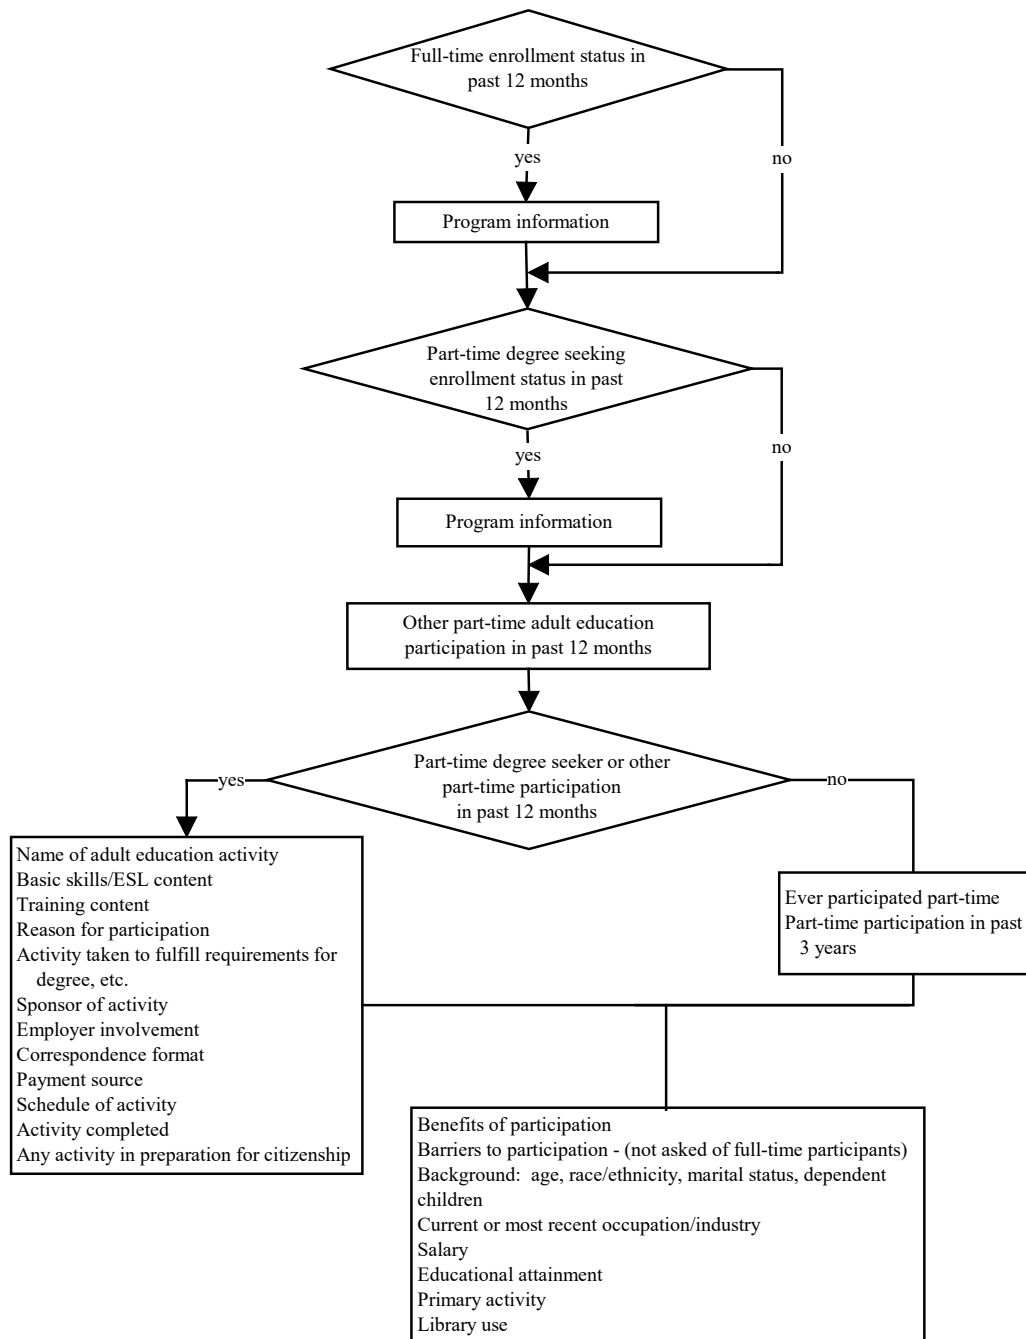 Full-time enrollment status in
past 12 months
yes
no
Program information
Part-time degree seeking
enrollment status in past
12 months
yes
no
Program information
Other part-time adult education
participation in past 12 months
Part-time degree seeker or other
part-time participation
in past 12 months
yes
no
Name of adult education activity
Basic skills/ESL content
Training content
Reason for participation
Activity taken to fulfill requirements for
degree, etc.
Sponsor of activity
Employer involvement
Correspondence format
Payment source
Schedule of activity
Activity completed
Any activity in preparation for citizenship
Ever participated part-time
Part-time participation in past
3 years
Benefits of participation
Barriers to participation - (not asked of full-time participants)
Background:  age, race/ethnicity, marital status, dependent
children
Current or most recent occupation/industry
Salary
Educational attainment
Primary activity
Library use